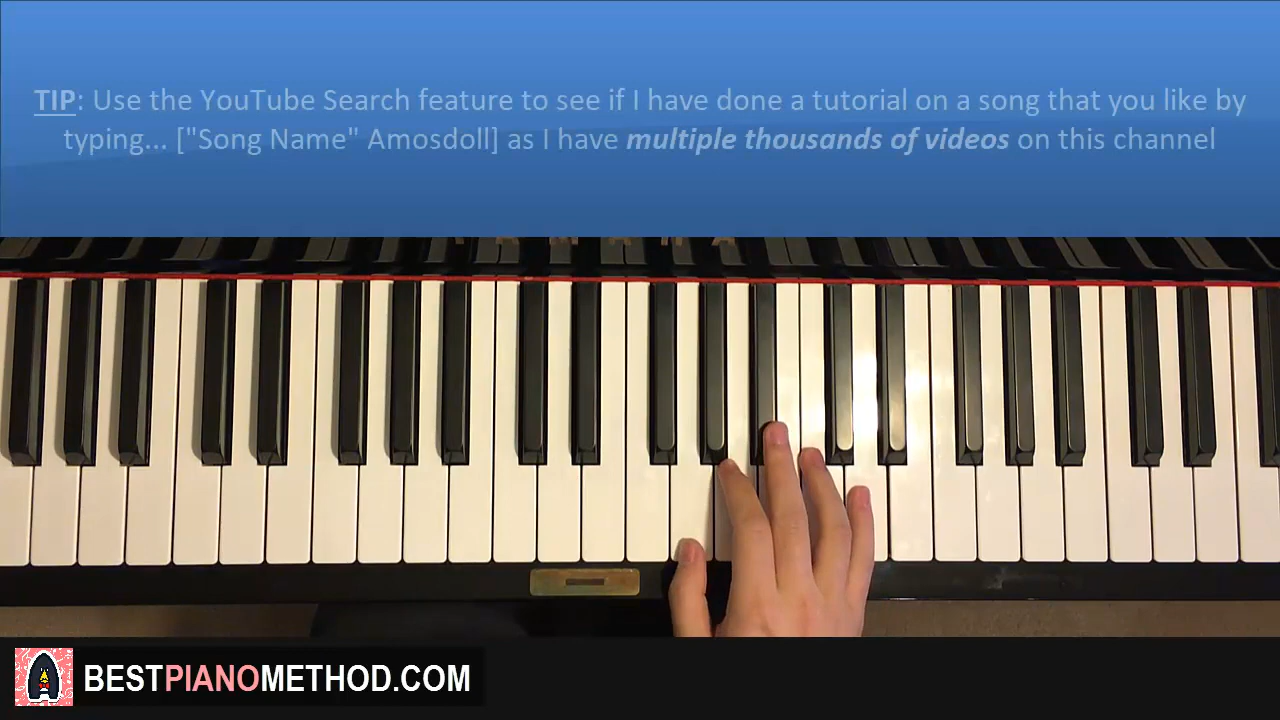 TIP: Use the YouTube Search feature to see if I have done a tutorial on a song that you like by
typing... ["Song Name" Amosdoll] as I have multiple thousands of videos on this channel
YAMAHA
BESTPIANOMETHOD.COM